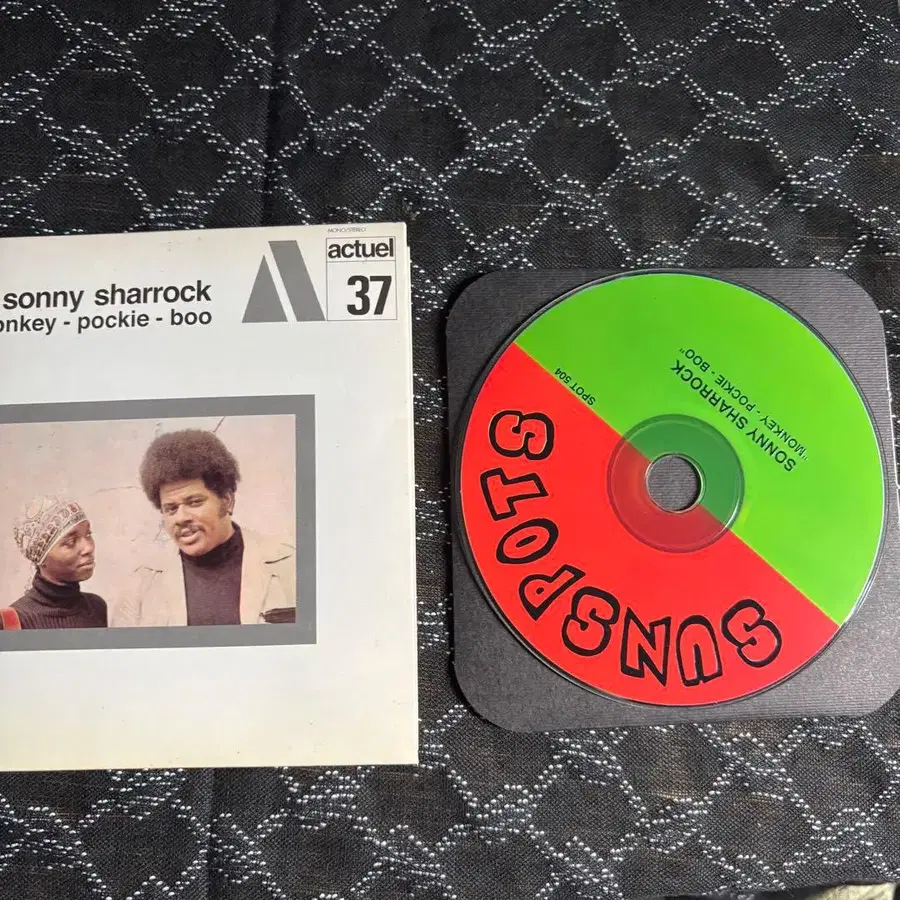 MONO/STEREO
actuel
37
sonny sharrock
onkey - pockie - boo
SPOT 504
SONNY SHARROCK
"MONKEY - POCKIE - BOO"
SUNSPOTS